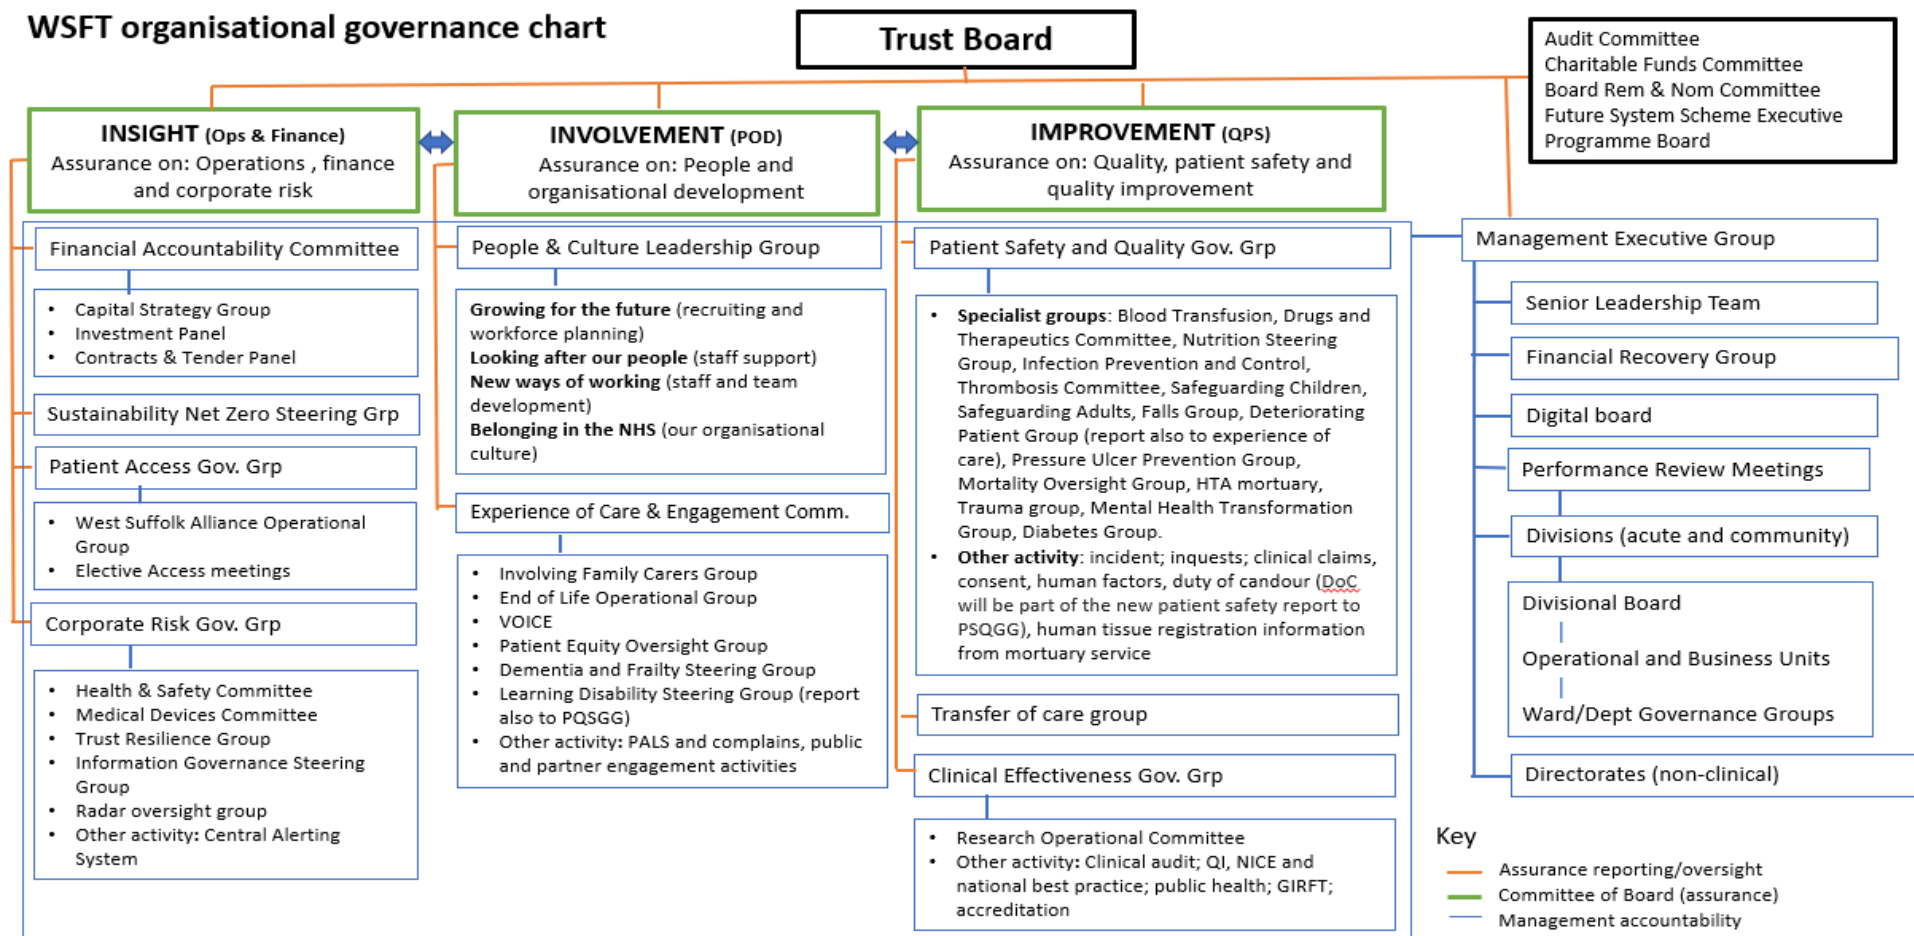 WSFT organisational governance chart
Trust Board
Audit Committee
Charitable Funds Committee
Board Rem & Nom Committee
Future System Scheme Executive
Programme Board
INSIGHT (Ops & Finance)
Assurance on: Operations , finance
and corporate risk
INVOLVEMENT (POD)
Assurance on: People and
organisational development
IMPROVEMENT (QPS)
Assurance on: Quality, patient safety and
quality improvement
Financial Accountability Committee
• Capital Strategy Group
• Investment Panel
• Contracts & Tender Panel
Sustainability Net Zero Steering Grp
Patient Access Gov. Grp
• West Suffolk Alliance Operational
Group
• Elective Access meetings
Corporate Risk Gov. Grp
• Health & Safety Committee
• Medical Devices Committee
• Trust Resilience Group
• Information Governance Steering
Group
• Radar oversight group
• Other activity: Central Alerting
System
People & Culture Leadership Group
Growing for the future (recruiting and
workforce planning)
Looking after our people (staff support)
New ways of working (staff and team
development)
Belonging in the NHS (our organisational
culture)
Experience of Care & Engagement Comm.
• Involving Family Carers Group
• End of Life Operational Group
• VOICE
• Patient Equity Oversight Group
• Dementia and Frailty Steering Group
• Learning Disability Steering Group (report
also to PQSGG)
• Other activity: PALS and complains, public
and partner engagement activities
Patient Safety and Quality Gov. Grp
• Specialist groups: Blood Transfusion, Drugs and
Therapeutics Committee, Nutrition Steering
Group, Infection Prevention and Control,
Thrombosis Committee, Safeguarding Children,
Safeguarding Adults, Falls Group, Deteriorating
Patient Group (report also to experience of
care), Pressure Ulcer Prevention Group,
Mortality Oversight Group, HTA mortuary,
Trauma group, Mental Health Transformation
Group, Diabetes Group.
• Other activity: incident; inquests; clinical claims,
consent, human factors, duty of candour (DoC
will be part of the new patient safety report to
PSQGG), human tissue registration information
from mortuary service
Transfer of care group
Clinical Effectiveness Gov. Grp
• Research Operational Committee
• Other activity: Clinical audit; QI, NICE and
national best practice; public health; GIRFT;
accreditation
Management Executive Group
Senior Leadership Team
Financial Recovery Group
Digital board
Performance Review Meetings
Divisions (acute and community)
Divisional Board
Operational and Business Units
Ward/Dept Governance Groups
Directorates (non-clinical)
Key
Assurance reporting/oversight
Committee of Board (assurance)
Management accountability